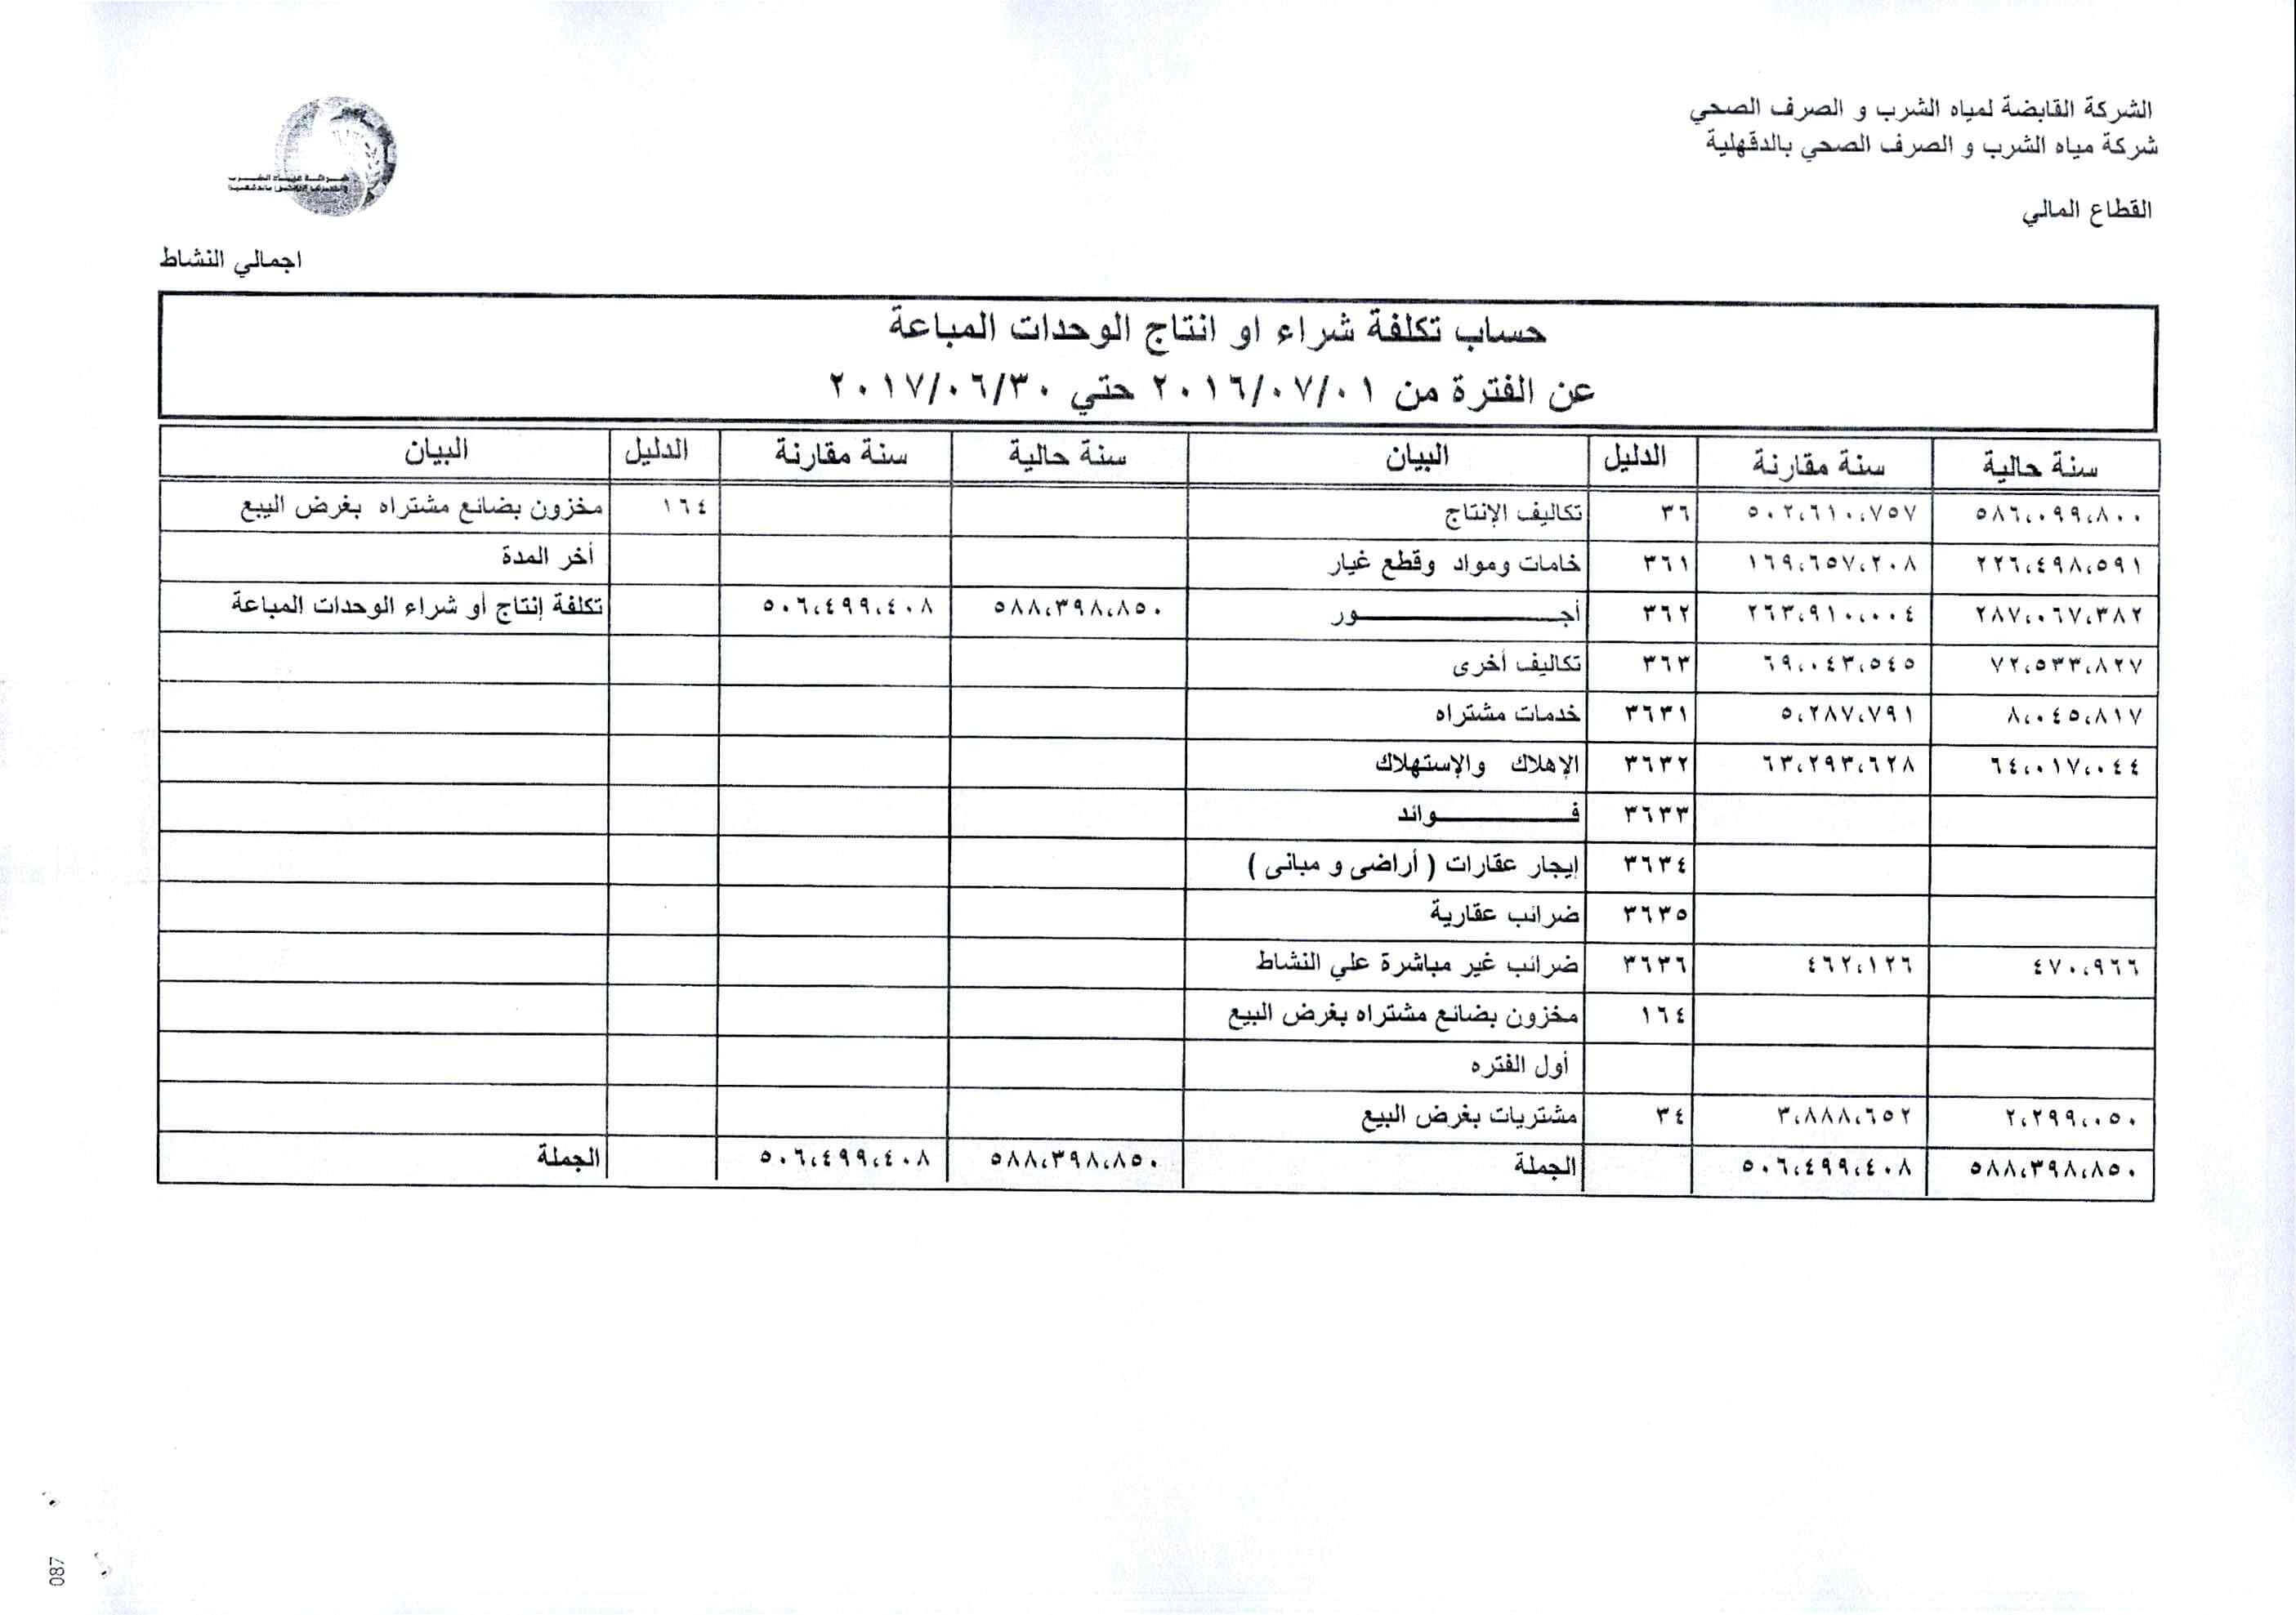 الشركة القابضة لمياه الشرب و الصرف الصحي
شركة مياه الشرب و الصرف الصحي بالدقهلية
القطاع المالي
اجمالي النشاط
حساب تكلفة شراء او انتاج الوحدات المباعة
عن الفترة من ٢٠١٦/٠٧/٠١ حتي ٢٠١٧/٠٦/٣٠
سنة حالية سنة مقارنة الدليل البيان سنة حالية سنة مقارنة الدليل البيان
٥٨٦،٠٩٩،٨٠٠ ٥٠٢،٦١٠،٧٥٧ ٣٦ تكاليف الإنتاج ١٦٤ مخزون بضائع مشتراه بغرض البيع
٢٢٦،٤٩٨،٥٩١ ١٦٩،٦٥٧،٢٠٨ ٣٦١ خامات ومواد وقطع غيار أخر المدة
٢٨٧،٠٦٧،٣٨٢ ٢٦٣،٩١٠،٠٠٤ ٣٦٢ أجـــــــــور ٥٨٨،٣٩٨،٨٥٠ ٥٠٦،٤٩٩،٤٠٨ تكلفة إنتاج أو شراء الوحدات المباعة
٧٢،٥٣٣،٨٢٧ ٦٩،٠٤٣،٥٤٥ ٣٦٣ تكاليف أخرى
٨،٠٤٥،٨١٧ ٥،٢٨٧،٧٩١ ٣٦٣١ خدمات مشتراه
٦٤،٠١٧،٠٤٤ ٦٣،٢٩٣،٦٢٨ ٣٦٣٢ الإهلاك والإستهلاك
٣٦٣٣ فـــــــوائد
٣٦٣٤ إيجار عقارات ( أراضى و مبانى )
٣٦٣٥ ضرائب عقارية
٤٧٠،٩٦٦ ٤٦٢،١٢٦ ٣٦٣٦ ضرائب غير مباشرة علي النشاط
١٦٤ مخزون بضائع مشتراه بغرض البيع
أول الفتره
٢،٢٩٩،٠٥٠ ٣،٨٨٨،٦٥٢ ٣٤ مشتريات بغرض البيع
٥٨٨،٣٩٨،٨٥٠ ٥٠٦،٤٩٩،٤٠٨ الجملة ٥٨٨،٣٩٨،٨٥٠ ٥٠٦،٤٩٩،٤٠٨ الجملة
087